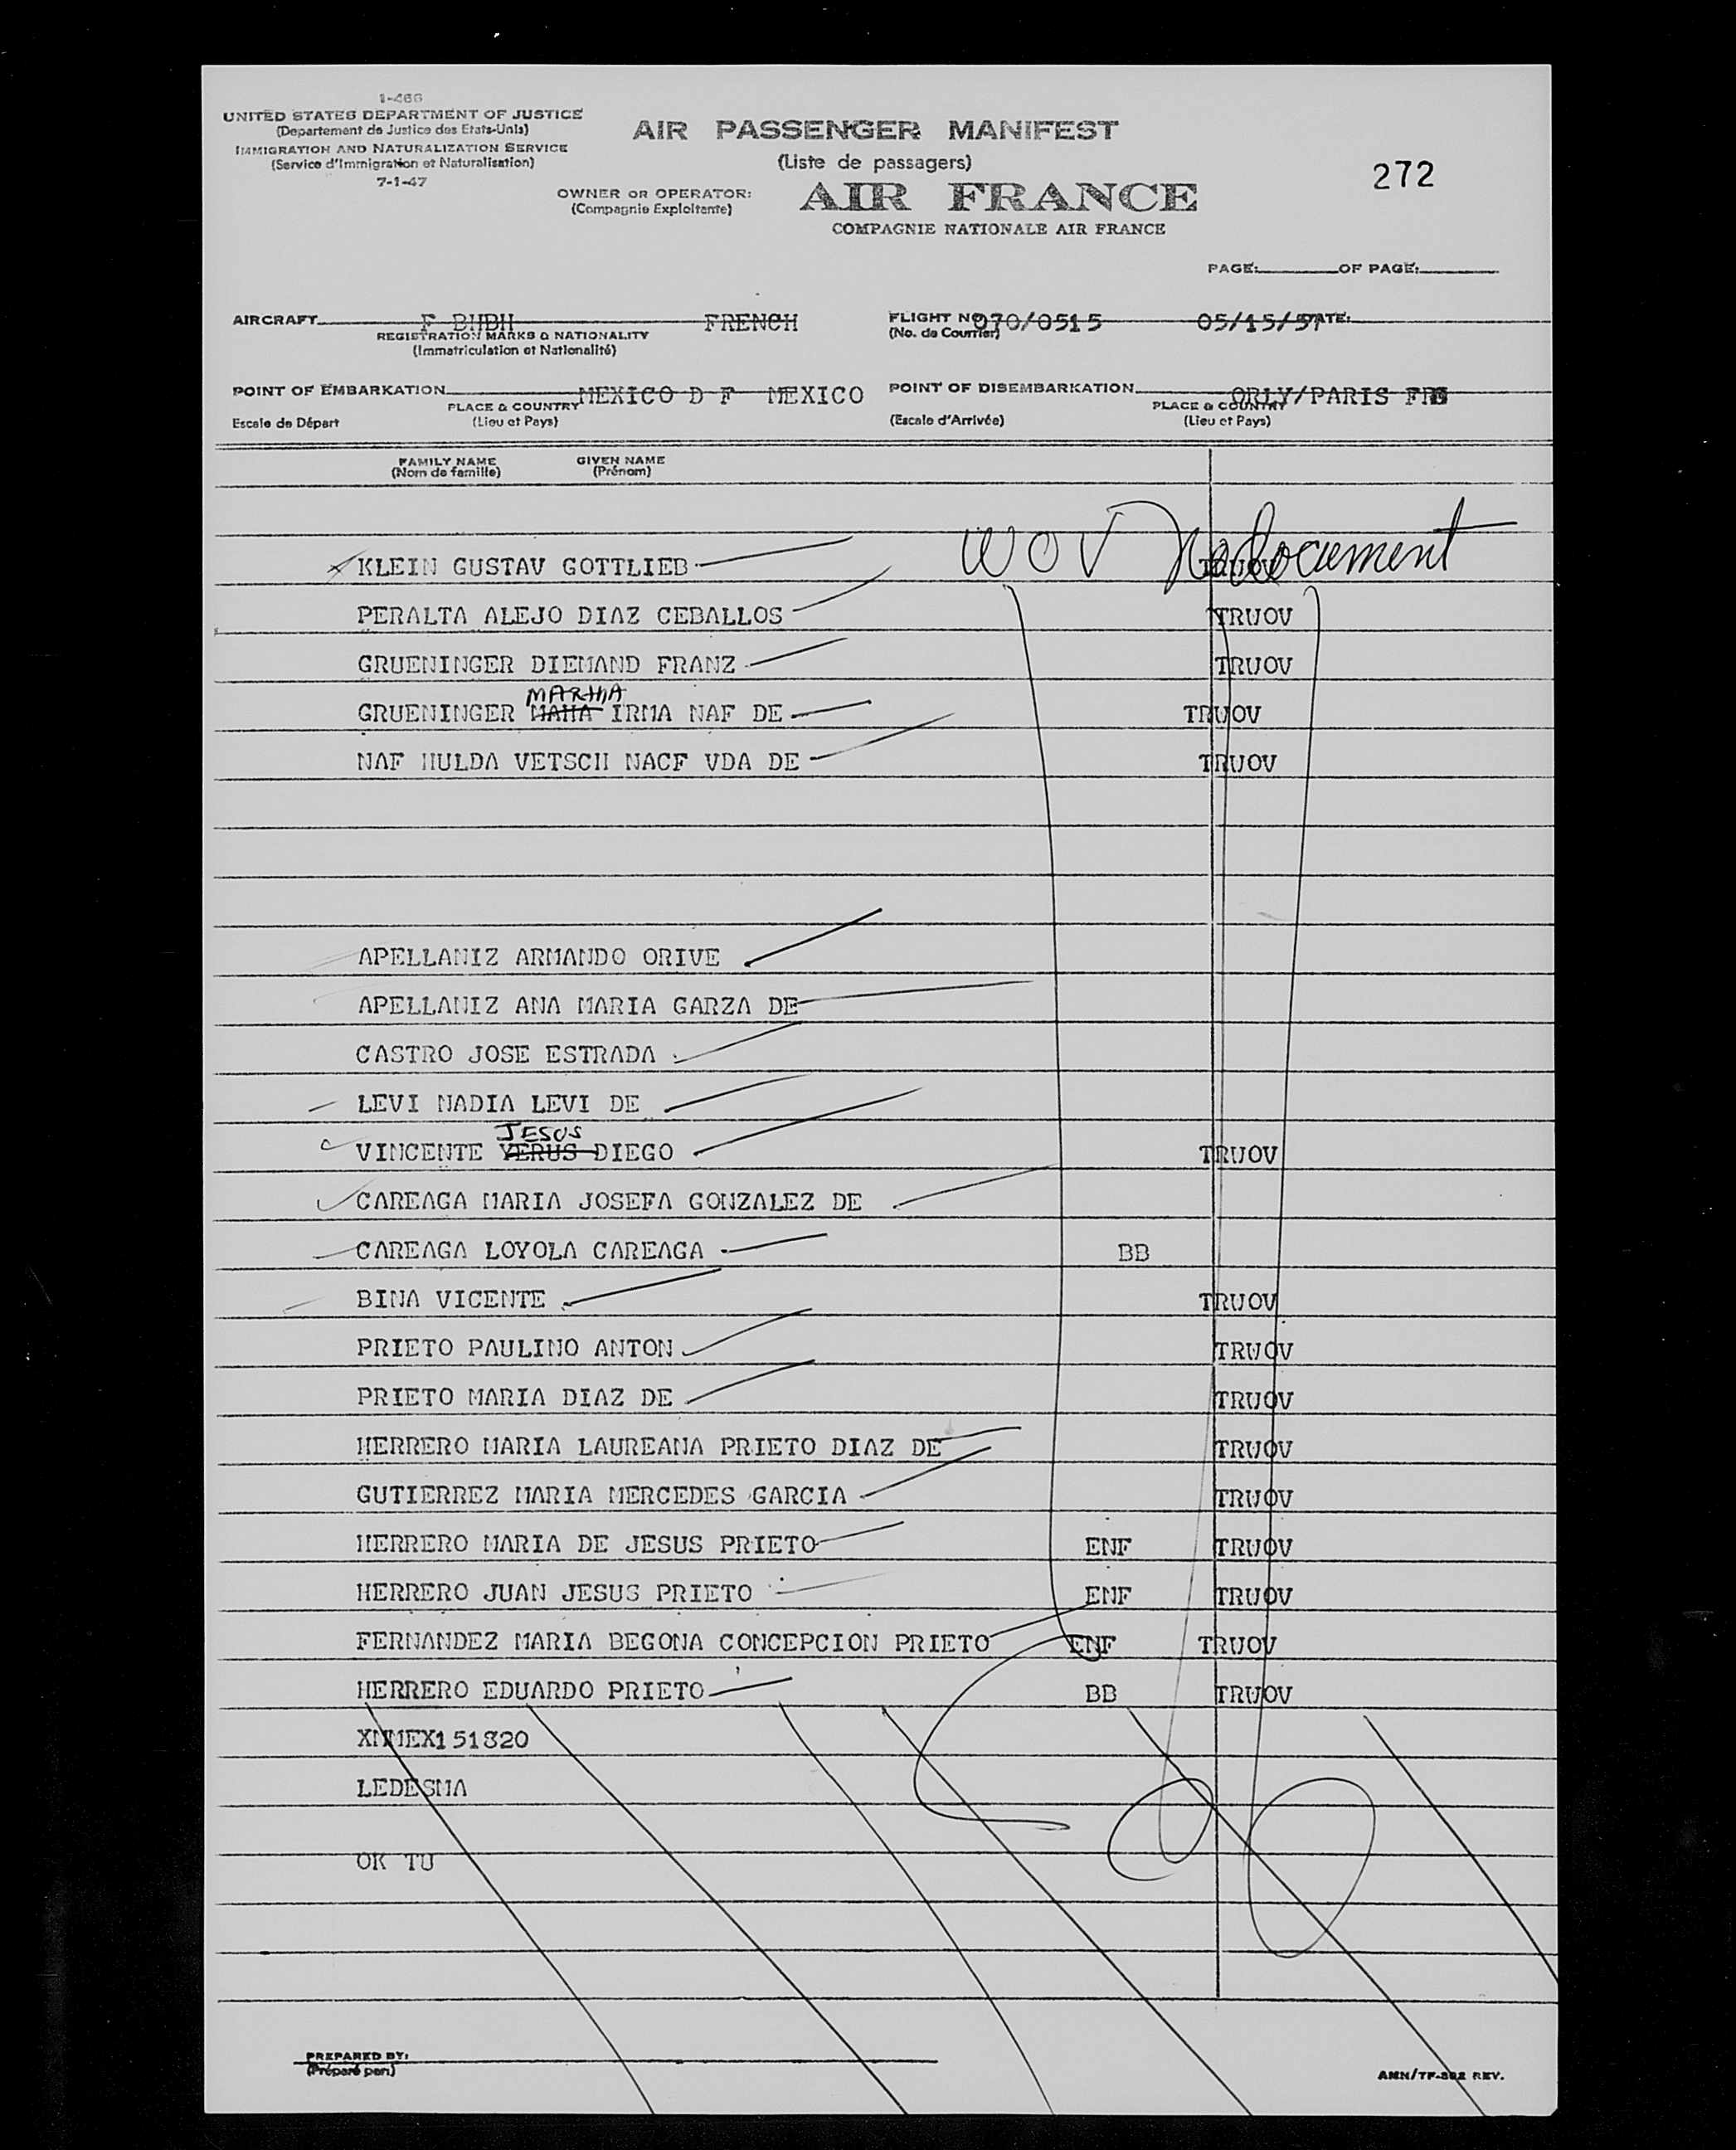 1-466
UNITED STATES DEPARTMENT OF JUSTICE
(Departement de Justice des Etats-Unis)
IMMIGRATION AND NATURALIZATION SERVICE
(Service d'Immigration et Naturalisation)
7-1-47
AIR PASSENGER MANIFEST
(Liste de passagers)
272
OWNER OR OPERATOR: AIR FRANCE
(Compagnie Exploitante)
COMPAGNIE NATIONALE AIR FRANCE
PAGE: OF PAGE:
AIRCRAFT F BHBH FRENCH FLIGHT NO 070/0515 05/15/57 DATE:
REGISTRATION MARKS & NATIONALITY (No. de Courrier)
(Immatriculation et Nationalité)
POINT OF EMBARKATION MEXICO D F MEXICO POINT OF DISEMBARKATION ORLY/PARIS
PLACE & COUNTRY PLACE & COUNTRY
Escale de Départ (Lieu et Pays) (Escale d'Arrivée) (Lieu et Pays)
FAMILY NAME GIVEN NAME
(Nom de famille) (Prénom)
KLEIN GUSTAV GOTTLIEB WOV No document TRUOV
PERALTA ALEJO DIAZ CEBALLOS TRUOV
GRUENINGER DIEMAND FRANZ TRUOV
MARTHA
GRUENINGER MAHA IRMA NAF DE TRUOV
NAF HULDA VETSCH NACF VDA DE TRUOV
APELLANIZ ARMANDO ORIVE
APELLANIZ ANA MARIA GARZA DE
CASTRO JOSE ESTRADA
LEVI NADIA LEVI DE
JESUS
VINCENTE YERUS DIEGO TRUOV
CAREAGA MARIA JOSEFA GONZALEZ DE
CAREAGA LOYOLA CAREAGA BB
BINA VICENTE TRUOV
PRIETO PAULINO ANTON TRUOV
PRIETO MARIA DIAZ DE TRUOV
HERRERO MARIA LAUREANA PRIETO DIAZ DE TRUOV
GUTIERREZ MARIA MERCEDES GARCIA TRUOV
HERRERO MARIA DE JESUS PRIETO ENF TRUOV
HERRERO JUAN JESUS PRIETO ENF TRUOV
FERNANDEZ MARIA BEGONA CONCEPCION PRIETO ENF TRUOV
HERRERO EDUARDO PRIETO BB TRUOV
XNMEX151820
LEDESMA
OK TU
PREPARED BY:
(Préparé par)
AMN/TF-802 REV.